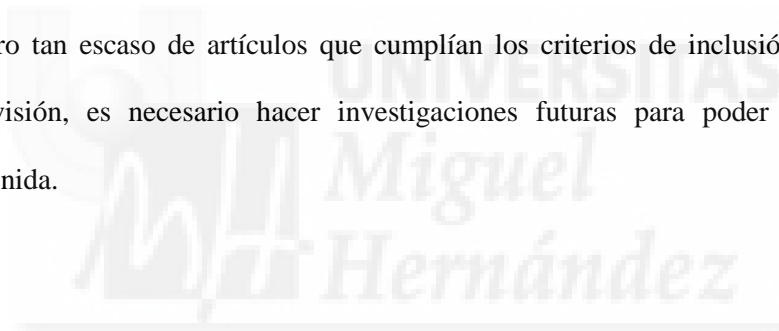 ro tan escaso de artículos que cumplían los criterios de inclusió
UNIVERSITAS
visión, es necesario hacer investigaciones futuras para poder
Miguel
nida.
Hernández